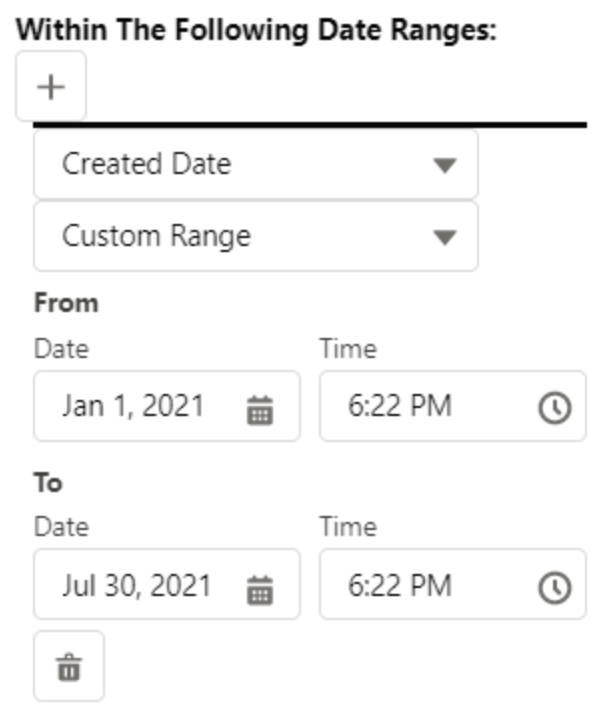 Within The Following Date Ranges:
+
Created Date
Custom Range
From
Date Time
Jan 1, 2021 6:22 PM
To
Date Time
Jul 30, 2021 6:22 PM